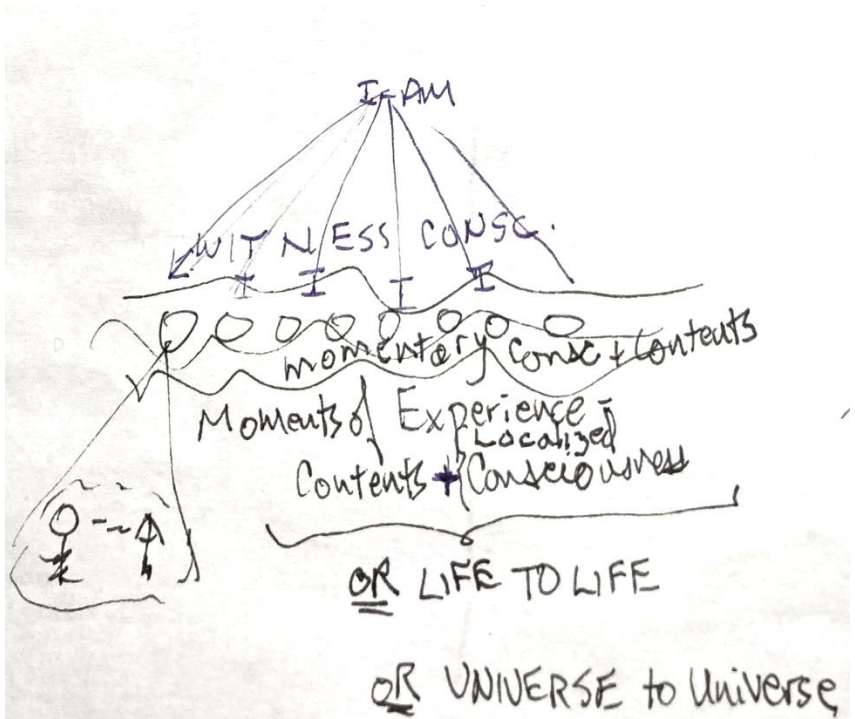 I-AM
WITNESS CONSC.
I I I I
momentary Consc + Contents
Moments of Experience =
Localized
Contents + Consciousness
OR LIFE TO LIFE
OR UNIVERSE to Universe